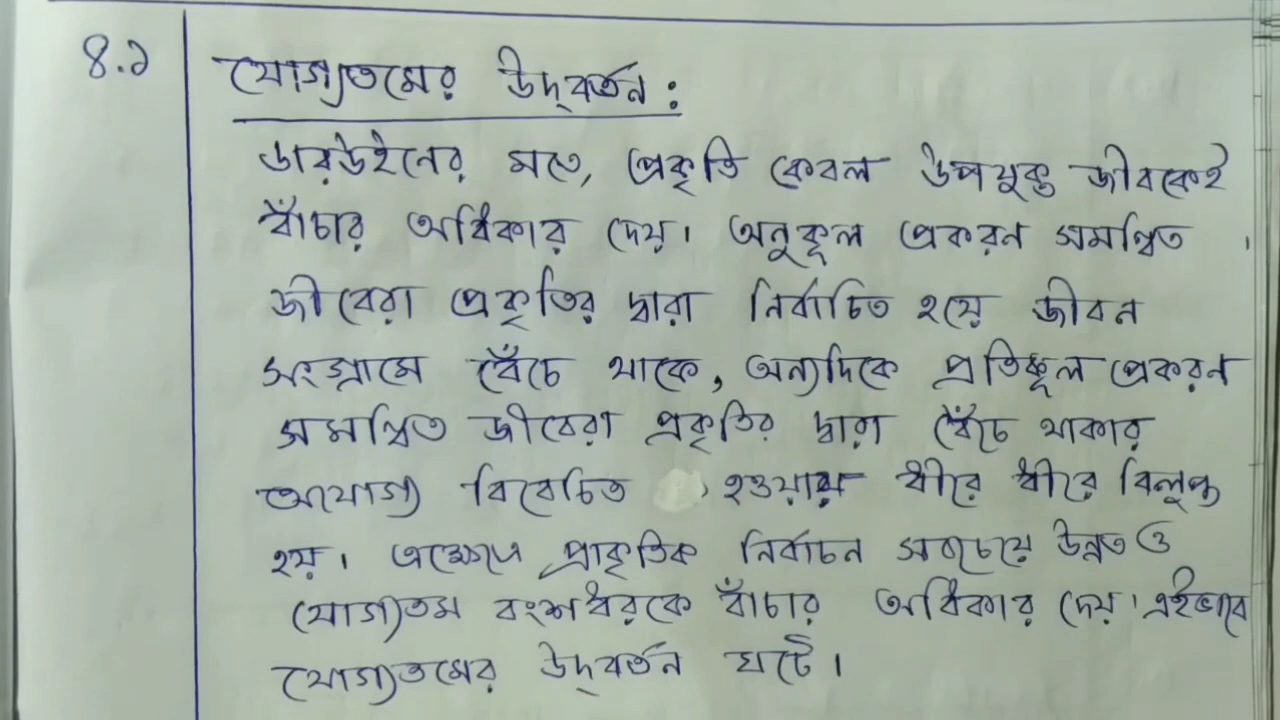 ৪.১
যোগ্যতমের উদ্‌বর্তন :
ডারউইনের মতে, প্রকৃতি কেবল উপযুক্ত জীবকেই
বাঁচার অধিকার দেয়। অনুকূল প্রকরন সমন্বিত
জীবেরা প্রকৃতির দ্বারা নির্বাচিত হয়ে জীবন
সংগ্রামে বেঁচে থাকে, অন্যদিকে প্রতিকূল প্রকরন
সমন্বিত জীবেরা প্রকৃতির দ্বারা বেঁচে থাকার
অযোগ্য বিবেচিত হওয়ায় ধীরে ধীরে বিলুপ্ত
হয়। এক্ষেত্রে প্রাকৃতিক নির্বাচন সবচেয়ে উন্নত ও
যোগ্যতম বংশধরকে বাঁচার অধিকার দেয়। এইভাবে
যোগ্যতমের উদ্‌বর্তন ঘটে।